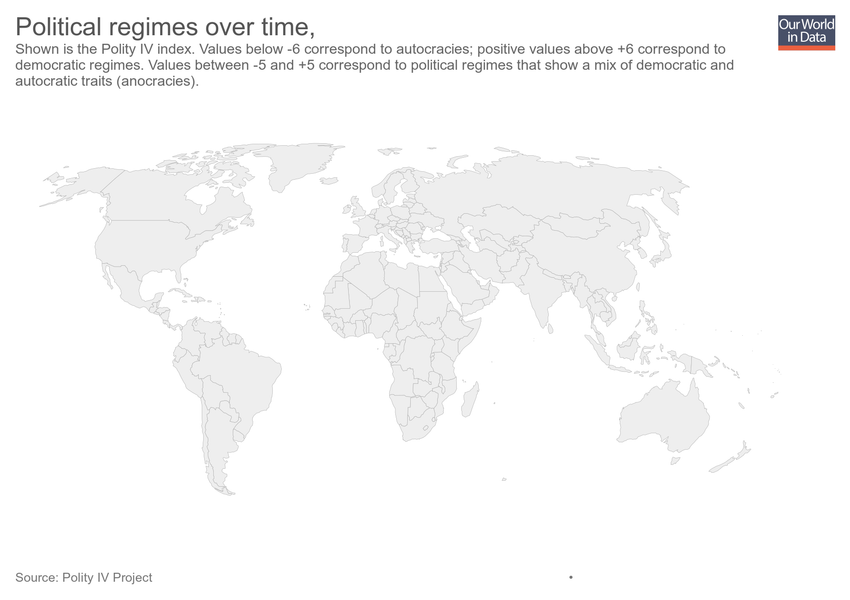 Political regimes over time,
Our World
in Data
Shown is the Polity IV index. Values below -6 correspond to autocracies; positive values above +6 correspond to
democratic regimes. Values between -5 and +5 correspond to political regimes that show a mix of democratic and
autocratic traits (anocracies).
Source: Polity IV Project
•